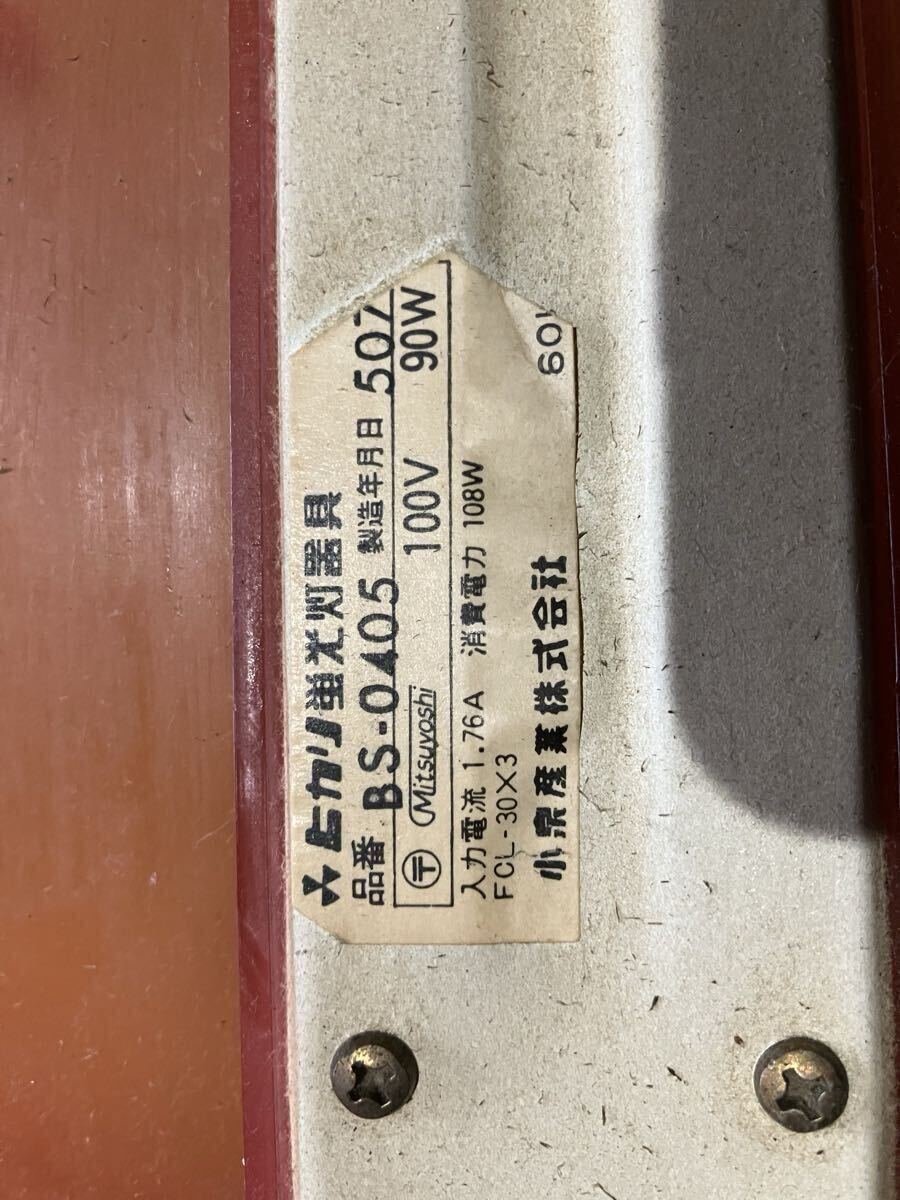 ヒカリ蛍光灯器具
品番 BS-0405 製造年月日 507
〒 Mitsuyoshi 100V 90W
入力電流 1.76A 消費電力 108W
FCL-30×3
小泉産業株式会社